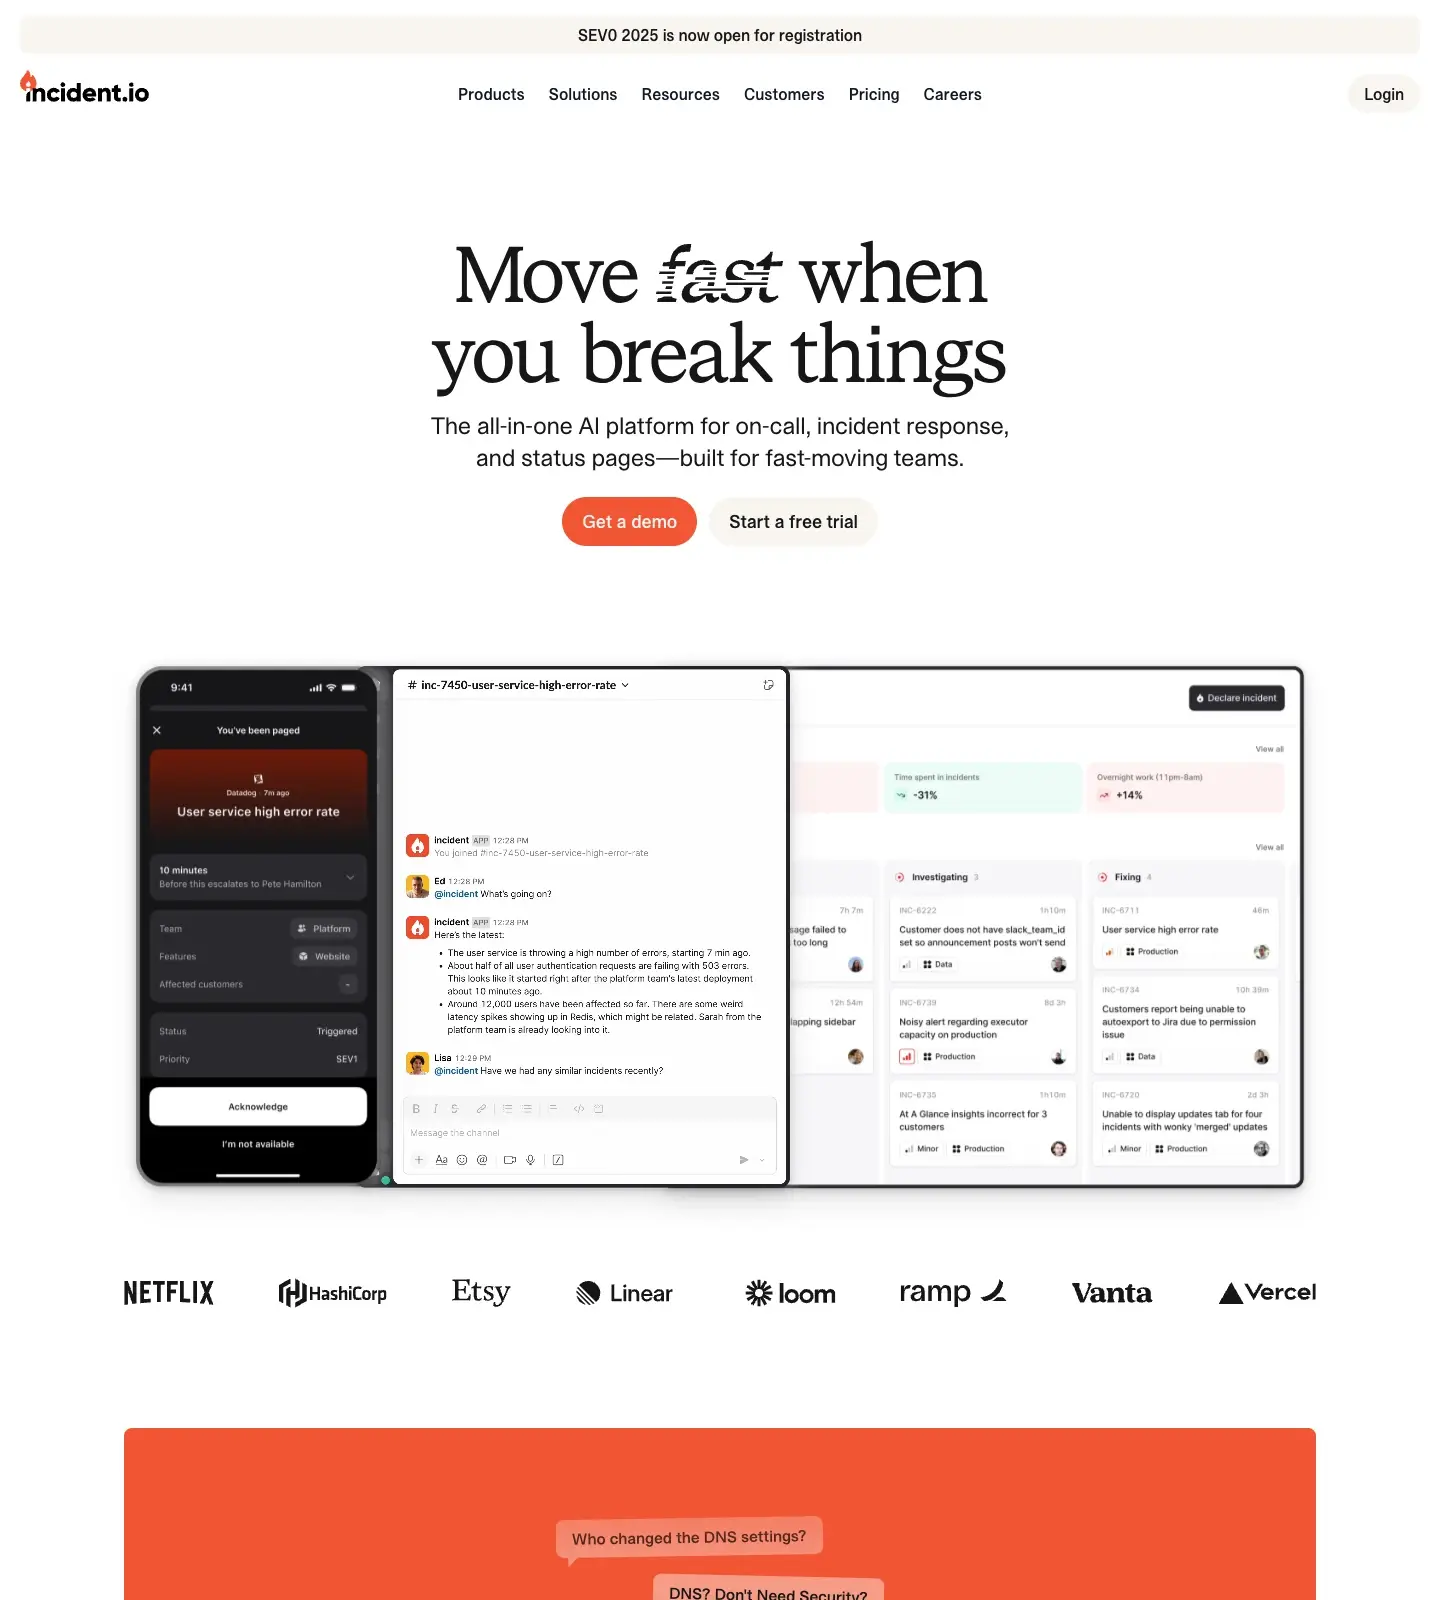 SEV0 2025 is now open for registration
incident.io
Products Solutions Resources Customers Pricing Careers
Login
Move fast when
you break things
The all-in-one AI platform for on-call, incident response,
and status pages—built for fast-moving teams.
Get a demo
Start a free trial
9:41
You've been paged
Datadog · 7m ago
User service high error rate
10 minutes
Before this escalates to Pete Hamilton
Team Platform
Features Website
Affected customers -
Status Triggered
Priority SEV1
Acknowledge
I'm not available
# inc-7450-user-service-high-error-rate
incident APP 12:28 PM
You joined #inc-7450-user-service-high-error-rate
Ed 12:28 PM
@incident What's going on?
incident APP 12:28 PM
Here's the latest:
• The user service is throwing a high number of errors, starting 7 min ago.
• About half of all user authentication requests are failing with 503 errors.
This looks like it started right after the platform team's latest deployment
about 10 minutes ago.
• Around 12,000 users have been affected so far. There are some weird
latency spikes showing up in Redis, which might be related. Sarah from the
platform team is already looking into it.
Lisa 12:29 PM
@incident Have we had any similar incidents recently?
B I S
Message the channel
+ Aa @
Declare incident
View all
Time spent in incidents
-31%
Overnight work (11pm-8am)
+14%
View all
7h 7m
sage failed to
too long
12h 54m
lapping sidebar
Investigating 3
INC-6222 1h10m
Customer does not have slack_team_id
set so announcement posts won't send
Data
INC-6739 8d 3h
Noisy alert regarding executor
capacity on production
Production
INC-6735 1h10m
At A Glance insights incorrect for 3
customers
Minor Production
Fixing 4
INC-6711 46m
User service high error rate
Production
INC-6734 10h 38m
Customers report being unable to
autoexport to Jira due to permission
issue
Data
INC-6720 2d 3h
Unable to display updates tab for four
incidents with wonky 'merged' updates
Minor Production
NETFLIX
HashiCorp
Etsy
Linear
loom
ramp
Vanta
Vercel
Who changed the DNS settings?
DNS? Don't Need Security?